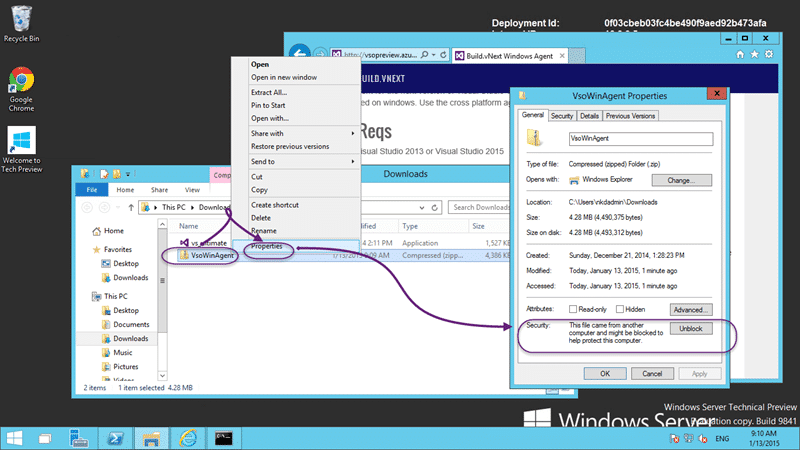 Recycle Bin
Google
Chrome
Welcome to
Tech Preview
Deployment Id: 0f03cbeb03fc4be490f9aed92b473afa
http://vsopreview.azu...
Build.vNext Windows Agent
BUILD.VNEXT
ed on windows. Use the cross platform ag
Reqs
sual Studio 2013 or Visual Studio 2015
Open
Open in new window
Extract All...
Pin to Start
Open with...
Share with
Restore previous versions
Send to
Cut
Copy
Create shortcut
Delete
Rename
Properties
Downloads
File Home Share View
This PC Downloads
Search Downloads
Name Type Size
vs_ultimate 4 2:11 PM Application 1,527 KB
VsoWinAgent 1/13/2015 9:09 AM Compressed (zipp... 4,386 K
Home
Favorites
Desktop
Downloads
This PC
Desktop
Documents
Downloads
Music
Pictures
Videos
2 items 1 item selected 4.28 MB
VsoWinAgent Properties
General Security Details Previous Versions
VsoWinAgent
Type of file: Compressed (zipped) Folder (.zip)
Opens with: Windows Explorer Change...
Location: C:\Users\nkdadmin\Downloads
Size: 4.28 MB (4,490,375 bytes)
Size on disk: 4.28 MB (4,493,312 bytes)
Created: Sunday, December 21, 2014, 1:28:23 PM
Modified: Today, January 13, 2015, 1 minute ago
Accessed: Today, January 13, 2015, 1 minute ago
Attributes: Read-only Hidden Advanced...
Security: This file came from another
computer and might be blocked to
help protect this computer.
Unblock
OK Cancel Apply
Windows Server
Windows Server Technical Preview
Evaluation copy. Build 9841
ENG
9:10 AM
1/13/2015